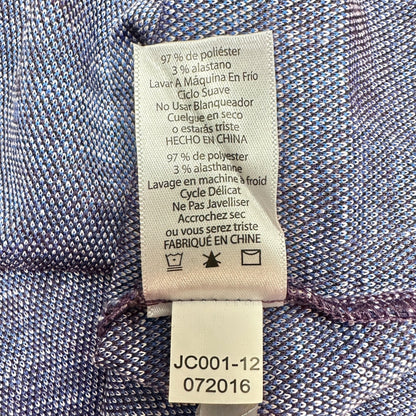 97 % de poliéster
3 % alastano
Lavar A Máquina En Frío
Ciclo Suave
No Usar Blanqueador
Cuelgue en seco
o estarás triste
HECHO EN CHINA
97 % de polyester
3 % alasthanne
Lavage en machine à froid
Cycle Délicat
Ne Pas Javelliser
Accrochez sec
ou vous serez triste
FABRIQUÉ EN CHINE
JC001-12
072016